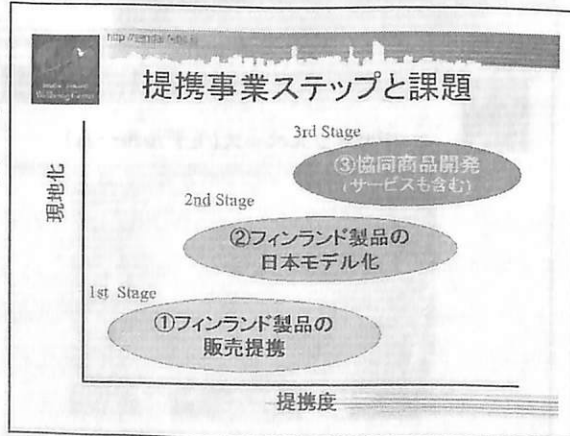 提携事業ステップと課題
3rd Stage
③協同商品開発
(サービスも含む)
2nd Stage
②フィンランド製品の
日本モデル化
1st Stage
①フィンランド製品の
販売提携
現地化
提携度